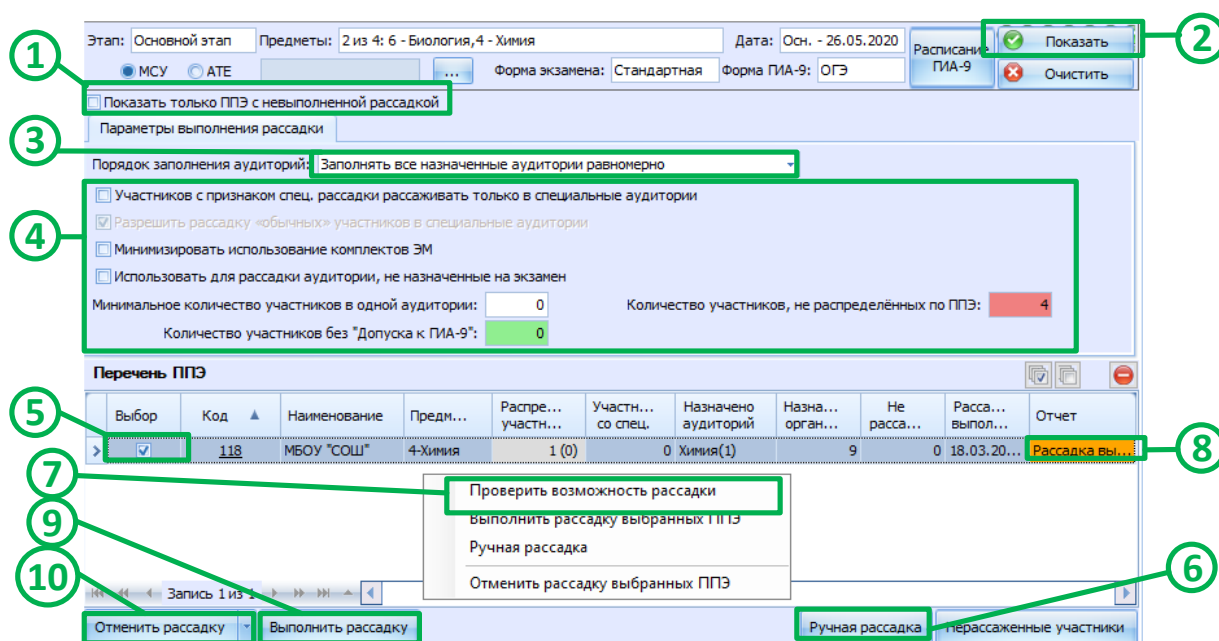 Этап: Основной этап Предметы: 2 из 4: 6 - Биология,4 - Химия Дата: Осн. - 26.05.2020 Расписание ГИА-9 Показать 2
1 МСУ АТЕ ... Форма экзамена: Стандартная Форма ГИА-9: ОГЭ Очистить
Показать только ППЭ с невыполненной рассадкой
Параметры выполнения рассадки
3 Порядок заполнения аудиторий: Заполнять все назначенные аудитории равномерно
Участников с признаком спец. рассадки рассаживать только в специальные аудитории
Разрешить рассадку «обычных» участников в специальные аудитории
4 Минимизировать использование комплектов ЭМ
Использовать для рассадки аудитории, не назначенные на экзамен
Минимальное количество участников в одной аудитории: 0 Количество участников, не распределённых по ППЭ: 4
Количество участников без "Допуска к ГИА-9": 0
Перечень ППЭ
5 Выбор Код Наименование Предм... Распре... участн... Участн... со спец. Назначено аудиторий Назна... орган... Не расса... Расса... выпол... Отчет
118 МБОУ "СОШ" 4-Химия 1 (0) 0 Химия(1) 9 0 18.03.20... Рассадка вы... 8
7 Проверить возможность рассадки
9 Выполнить рассадку выбранных ППЭ
Ручная рассадка
10 Отменить рассадку выбранных ППЭ 6
Запись 1 из 1
Отменить рассадку Выполнить рассадку Ручная рассадка Нерассаженные участники